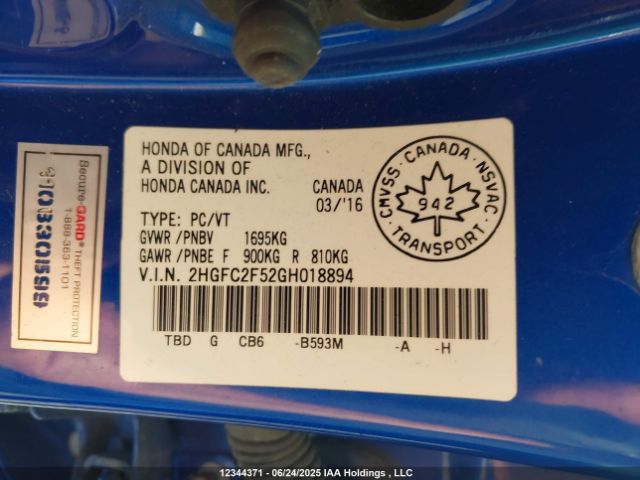 HONDA OF CANADA MFG.,
A DIVISION OF
HONDA CANADA INC.
CANADA
03/'16
TYPE: PC/VT
GVWR/PNBV 1695KG
GAWR/PNBE F 900KG R 810KG
V.I.N. 2HGFC2F52GH018894
TBD G CB6 -B593M -A -H
CMVSS · CANADA · NSVAC
942
TRANSPORT
Secure-GARD® THEFT PROTECTION
1-888-363-1101
12344371 - 06/24/2025 IAA Holdings , LLC